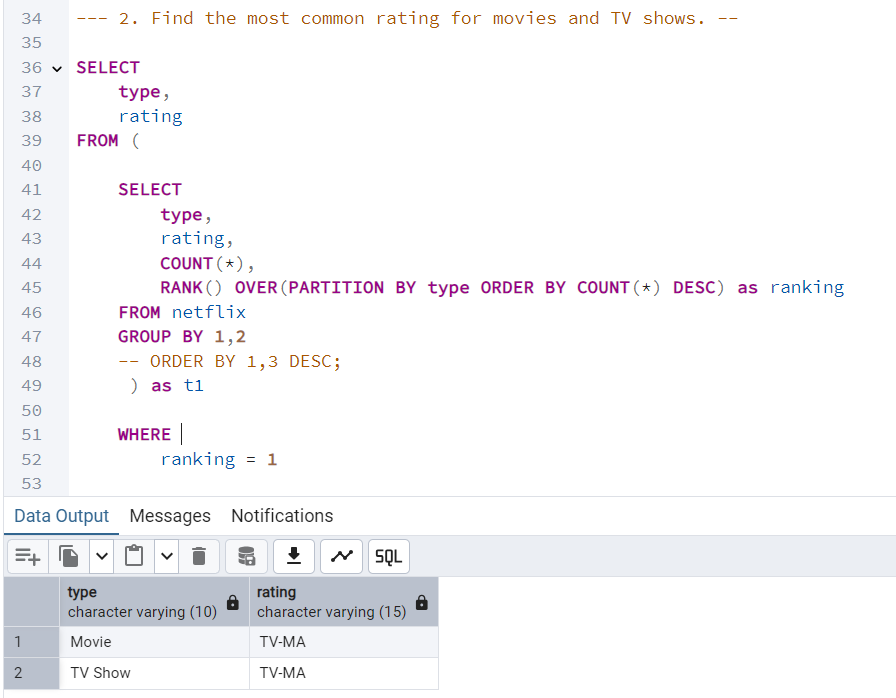 34 --- 2. Find the most common rating for movies and TV shows. --
35
36 SELECT
37 type,
38 rating
39 FROM (
40
41 SELECT
42 type,
43 rating,
44 COUNT(*),
45 RANK() OVER(PARTITION BY type ORDER BY COUNT(*) DESC) as ranking
46 FROM netflix
47 GROUP BY 1,2
48 -- ORDER BY 1,3 DESC;
49 ) as t1
50
51 WHERE
52 ranking = 1
53
Data Output Messages Notifications
SQL
type rating
character varying (10) character varying (15)
1 Movie TV-MA
2 TV Show TV-MA